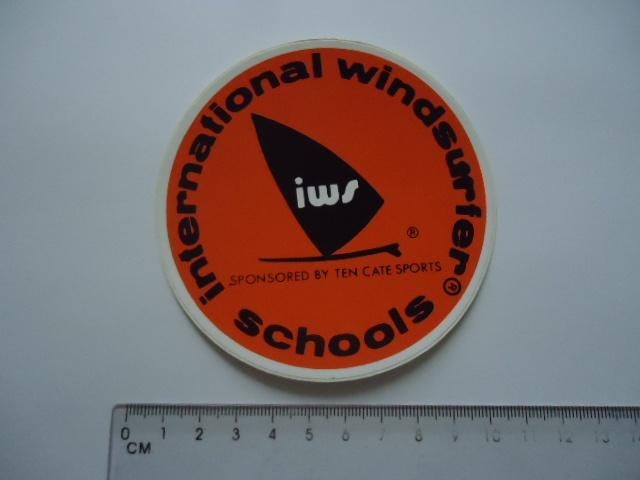 international windsurfer®
iws
®
SPONSORED BY TEN CATE SPORTS
schools
0 1 2 3 4 5 6 7 8 9 10 11 12 13
CM